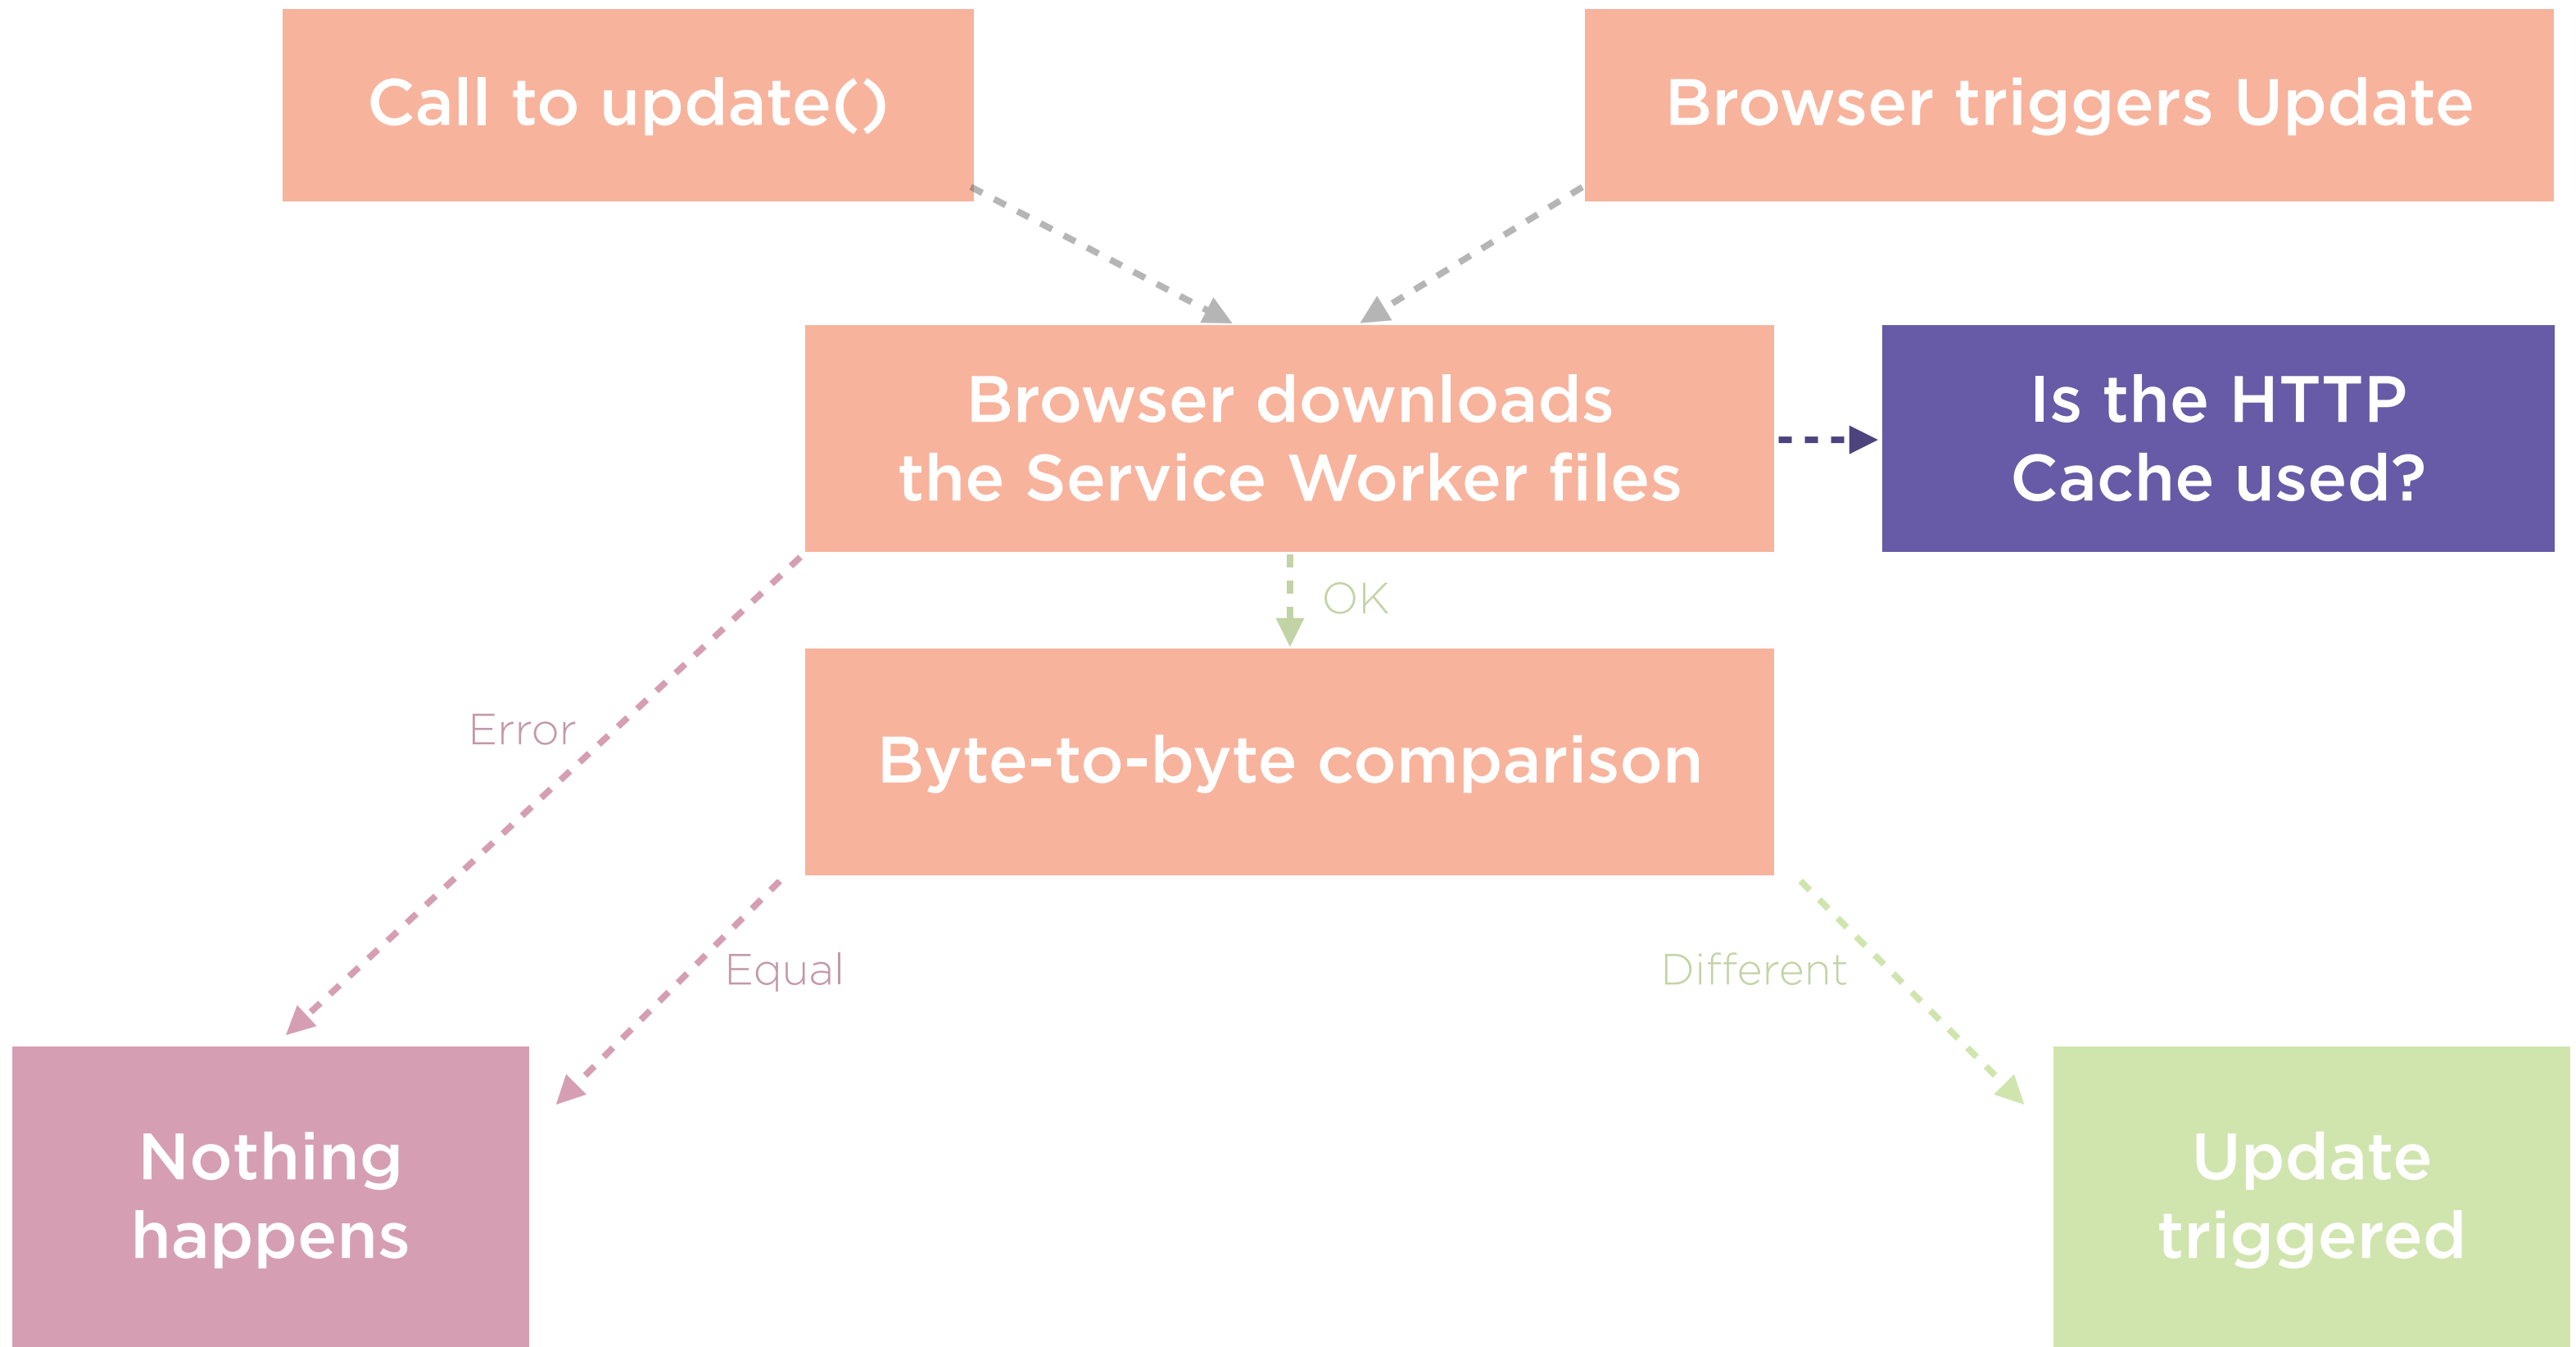 Call to update()
Browser triggers Update
Browser downloads
the Service Worker files
Is the HTTP
Cache used?
OK
Error
Byte-to-byte comparison
Equal
Different
Nothing
happens
Update
triggered